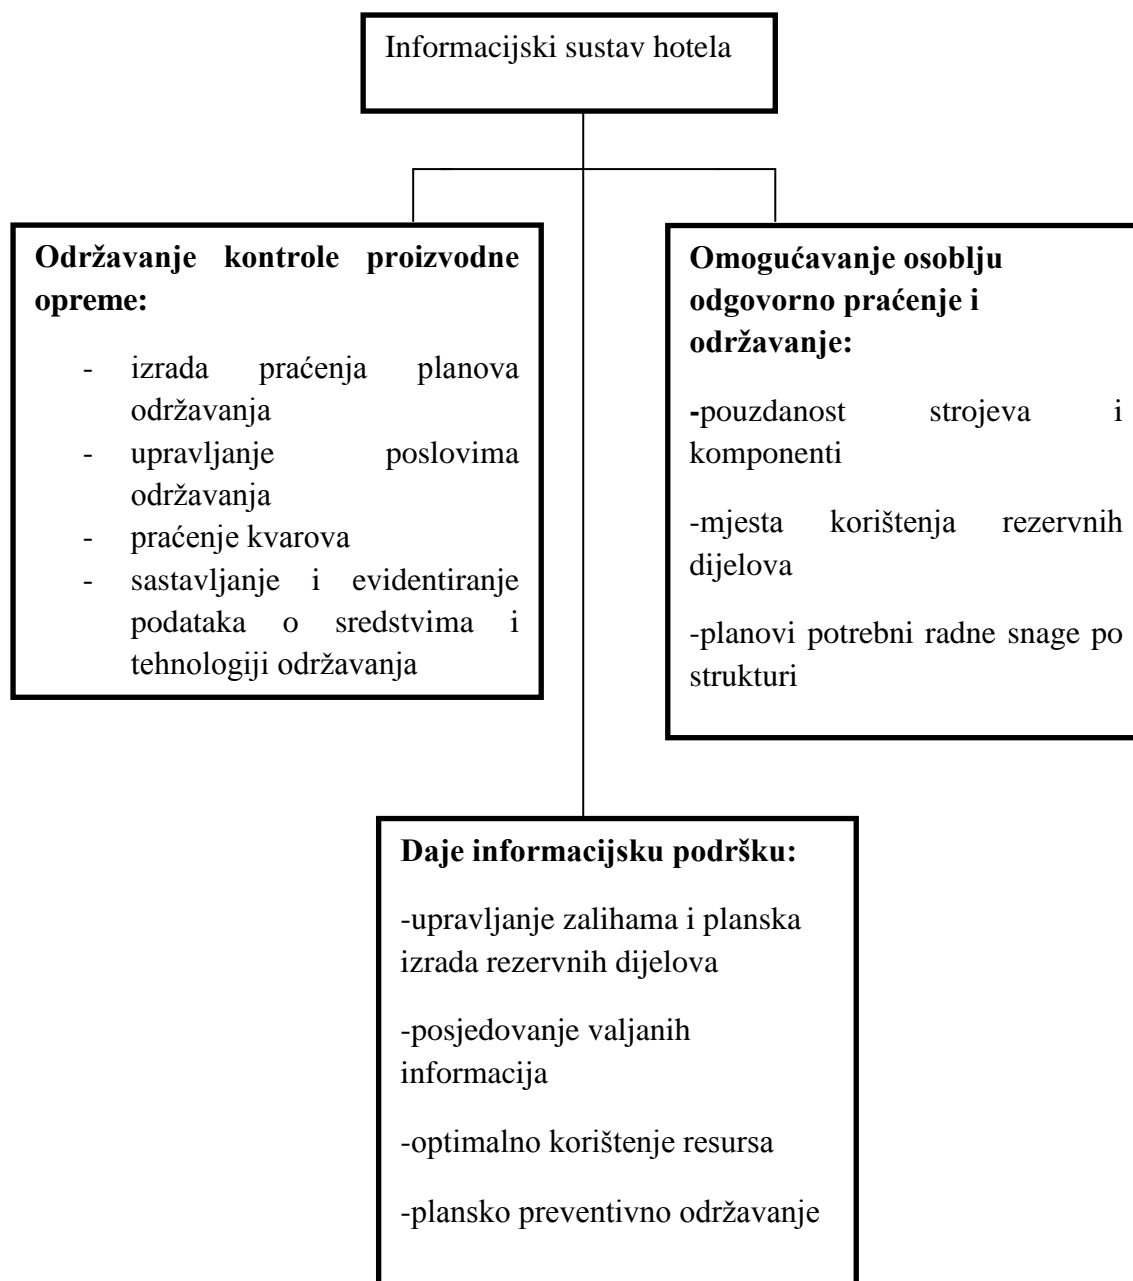 Informacijski sustav hotela
Održavanje kontrole proizvodne
opreme:
- izrada praćenja planova
održavanja
- upravljanje poslovima
održavanja
- praćenje kvarova
- sastavljanje i evidentiranje
podataka o sredstvima i
tehnologiji održavanja
Omogućavanje osoblju
odgovorno praćenje i
održavanje:
-pouzdanost strojeva i
komponenti
-mjesta korištenja rezervnih
dijelova
-planovi potrebni radne snage po
strukturi
Daje informacijsku podršku:
-upravljanje zalihama i planska
izrada rezervnih dijelova
-posjedovanje valjanih
informacija
-optimalno korištenje resursa
-plansko preventivno održavanje